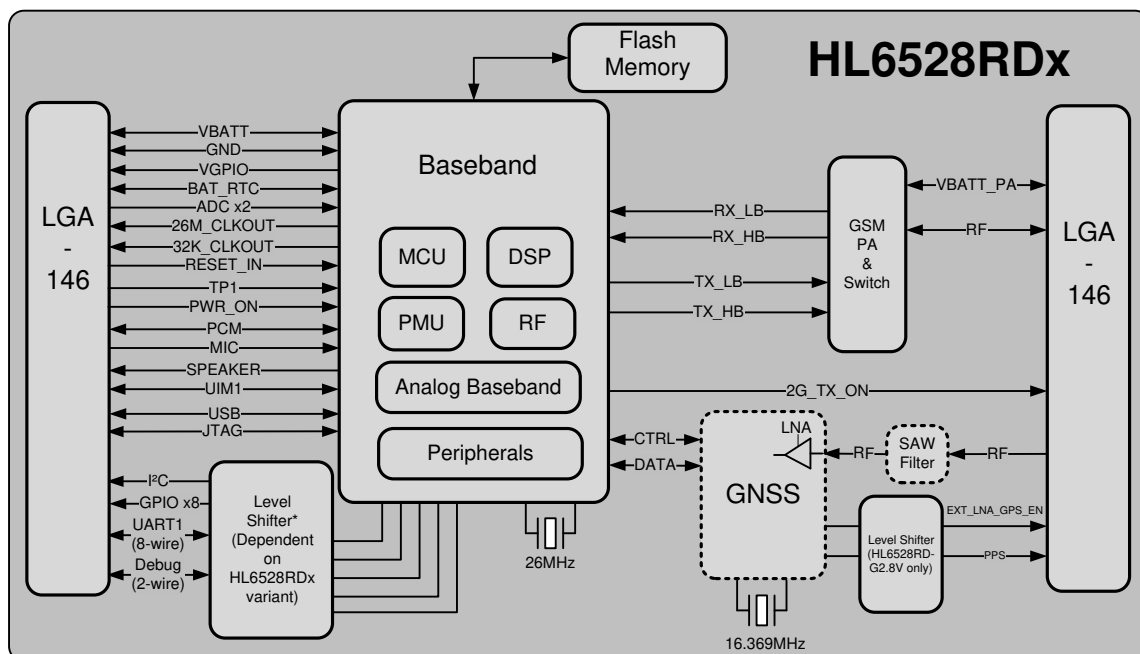 Flash
Memory
HL6528RDx
LGA
-
146
VBATT
GND
VGPIO
BAT_RTC
ADC x2
26M_CLKOUT
32K_CLKOUT
RESET_IN
TP1
PWR_ON
PCM
MIC
SPEAKER
UIM1
USB
JTAG
I²C
GPIO x8
UART1
(8-wire)
Debug
(2-wire)
Level
Shifter*
(Dependent
on
HL6528RDx
variant)
Baseband
MCU
DSP
PMU
RF
Analog Baseband
Peripherals
26MHz
RX_LB
RX_HB
TX_LB
TX_HB
GSM
PA
&
Switch
VBATT_PA
RF
2G_TX_ON
CTRL
DATA
LNA
GNSS
RF
SAW
Filter
RF
16.369MHz
Level Shifter
(HL6528RD-
G2.8V only)
EXT_LNA_GPS_EN
PPS
LGA
-
146